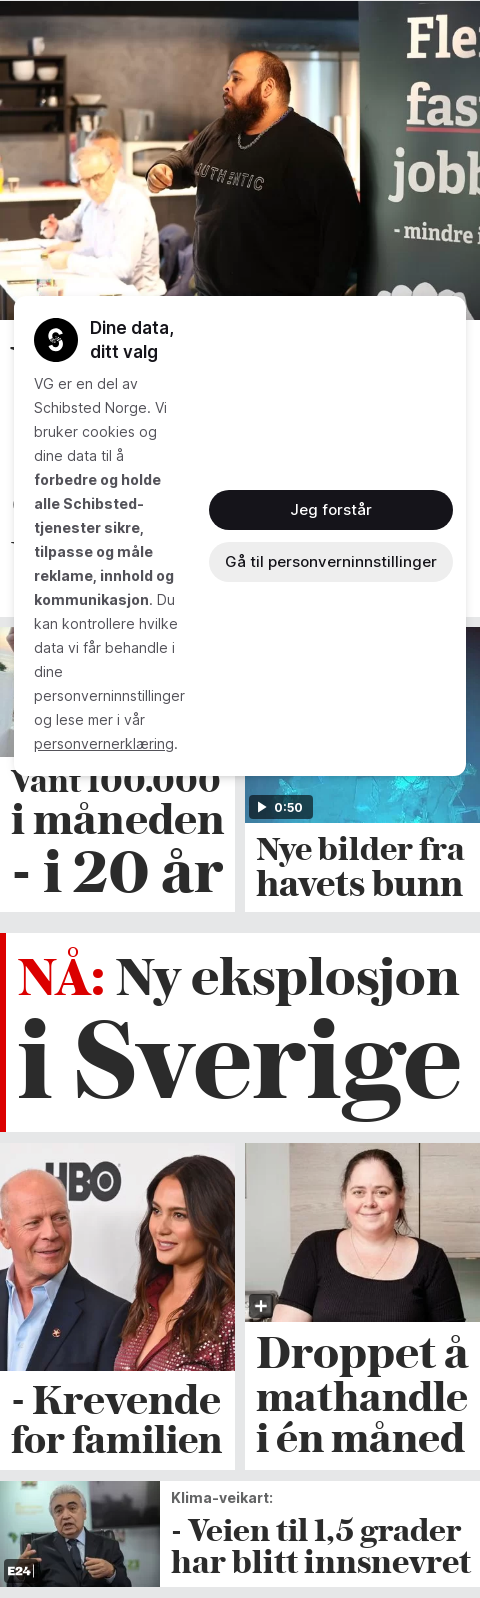 Fle
fas
jobb
- mindre i
AUTHENTIC
Dine data,
ditt valg
VG er en del av
Schibsted Norge. Vi
bruker cookies og
dine data til å
forbedre og holde
alle Schibsted-
tjenester sikre,
tilpasse og måle
reklame, innhold og
kommunikasjon. Du
kan kontrollere hvilke
data vi får behandle i
dine
personverninnstillinger
og lese mer i vår
personvernerklæring.
Jeg forstår
Gå til personverninnstillinger
Vant 100.000
i måneden
- i 20 år
0:50
Nye bilder fra
havets bunn
NÅ: Ny eksplosjon
i Sverige
HBO
- Krevende
for familien
Droppet å
mathandle
i én måned
E24
Klima-veikart:
- Veien til 1,5 grader
har blitt innsnevret